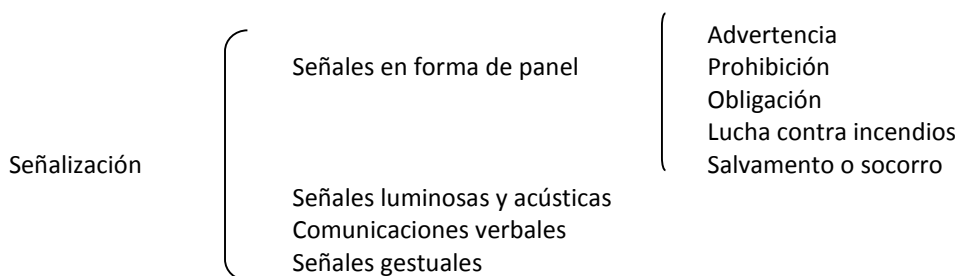 Señalización
Señales en forma de panel
Advertencia
Prohibición
Obligación
Lucha contra incendios
Salvamento o socorro
Señales luminosas y acústicas
Comunicaciones verbales
Señales gestuales